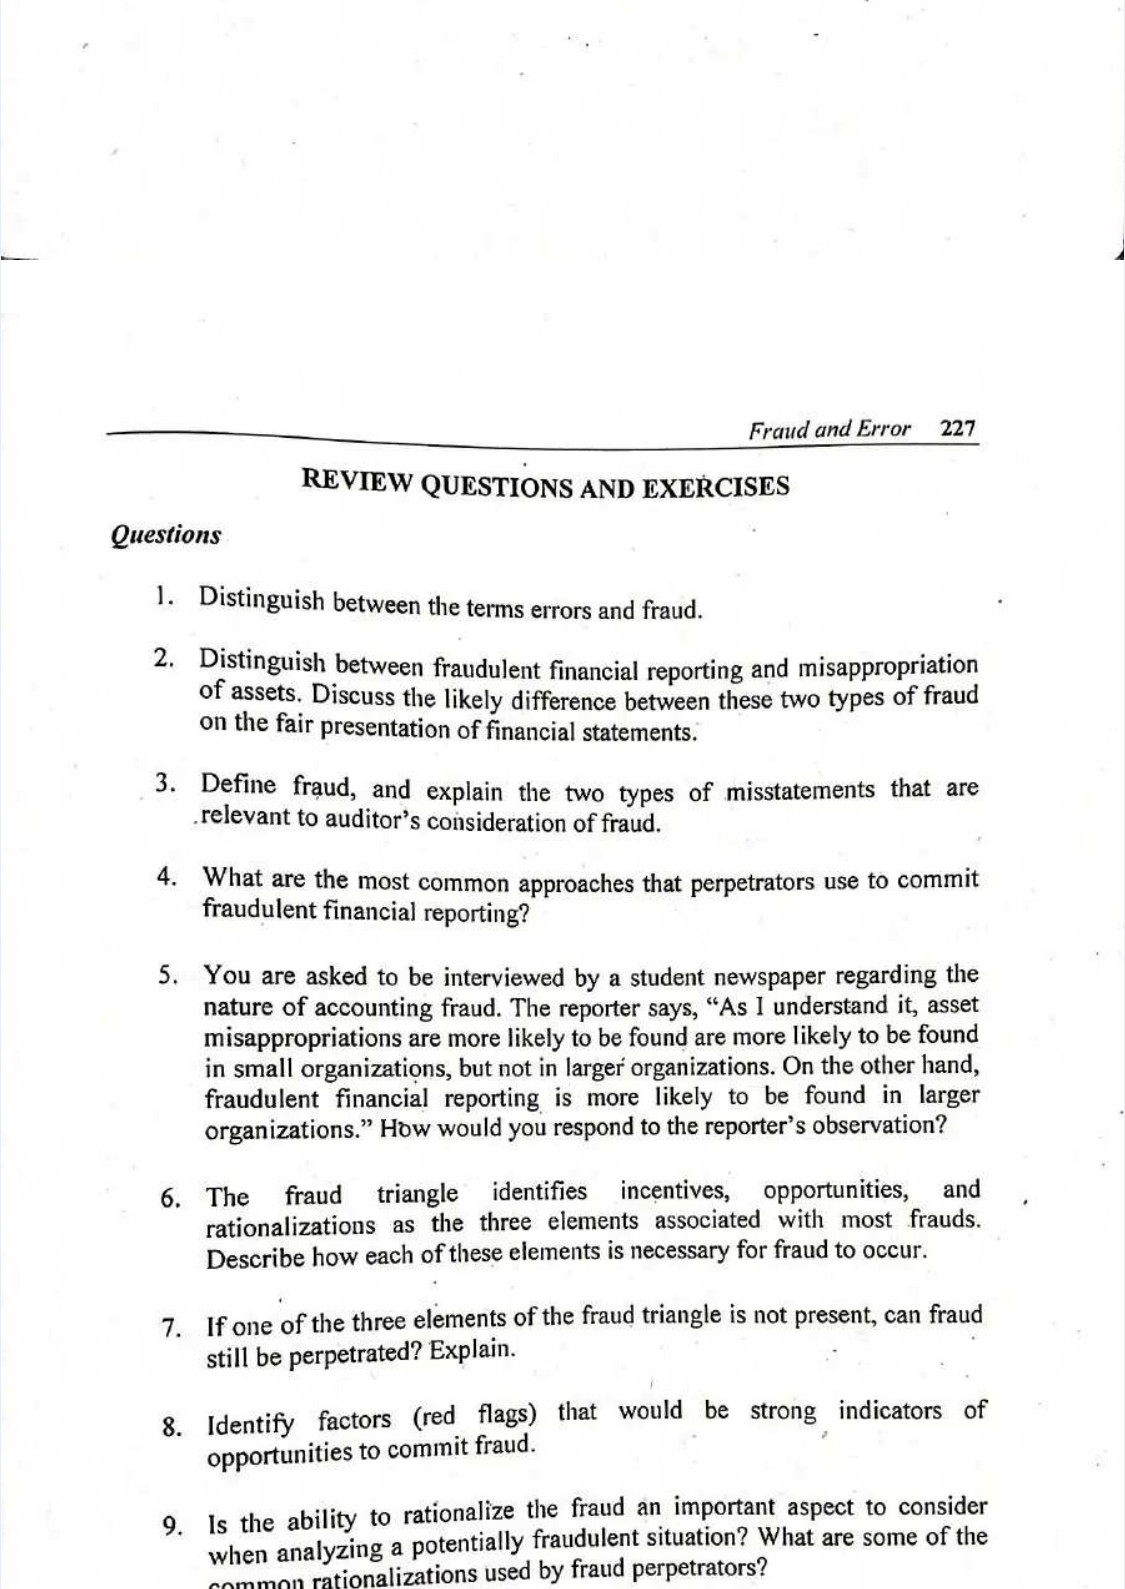 Fraud and Error 227
REVIEW QUESTIONS AND EXERCISES
Questions
1. Distinguish between the terms errors and fraud.
2. Distinguish between fraudulent financial reporting and misappropriation
of assets. Discuss the likely difference between these two types of fraud
on the fair presentation of financial statements.
3. Define fraud, and explain the two types of misstatements that are
relevant to auditor's consideration of fraud.
4. What are the most common approaches that perpetrators use to commit
fraudulent financial reporting?
5. You are asked to be interviewed by a student newspaper regarding the
nature of accounting fraud. The reporter says, “As I understand it, asset
misappropriations are more likely to be found are more likely to be found
in small organizations, but not in larger organizations. On the other hand,
fraudulent financial reporting is more likely to be found in larger
organizations.” How would you respond to the reporter's observation?
6. The fraud triangle identifies incentives, opportunities, and
rationalizations as the three elements associated with most frauds.
Describe how each of these elements is necessary for fraud to occur.
7. If one of the three elements of the fraud triangle is not present, can fraud
still be perpetrated? Explain.
8. Identify factors (red flags) that would be strong indicators of
opportunities to commit fraud.
9. Is the ability to rationalize the fraud an important aspect to consider
when analyzing a potentially fraudulent situation? What are some of the
common rationalizations used by fraud perpetrators?